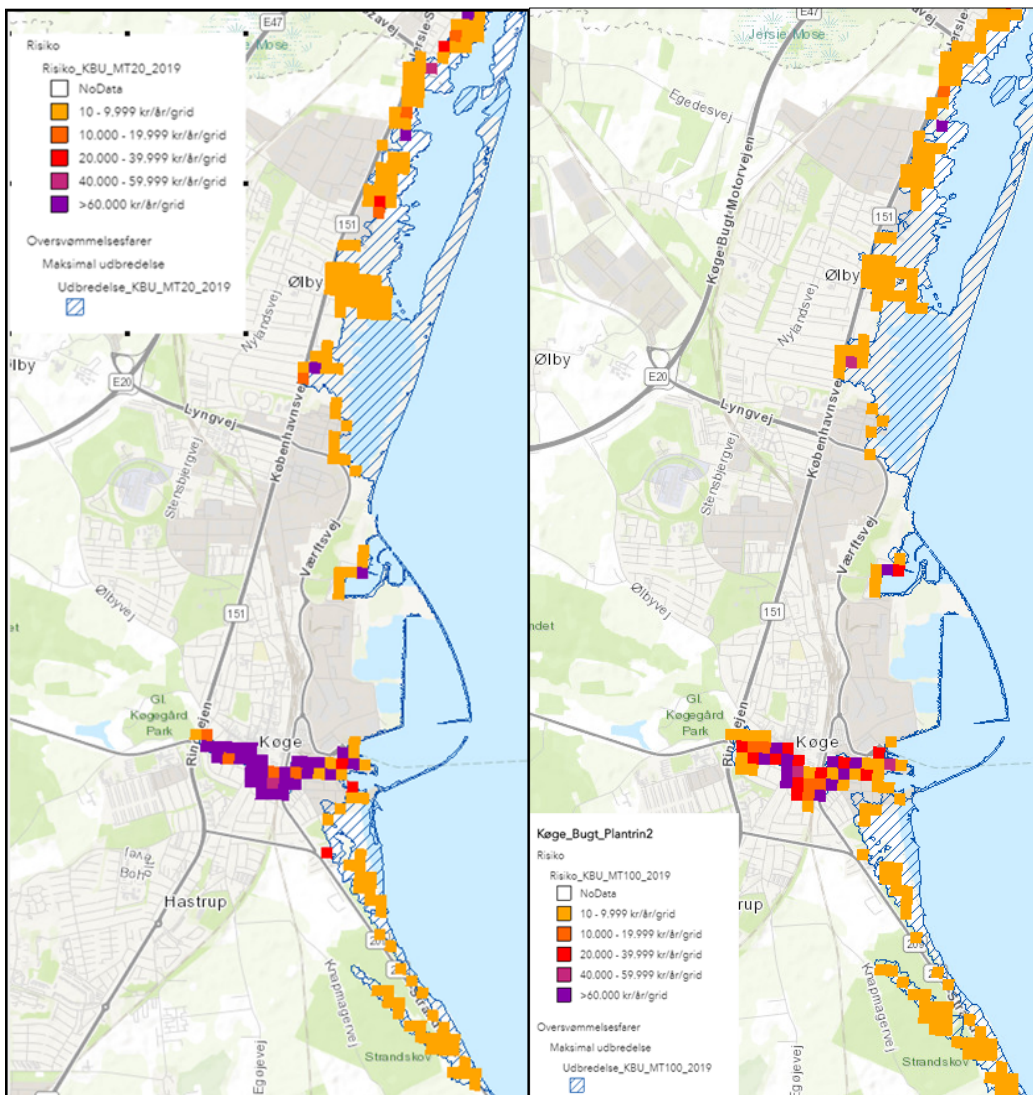 E47
Risiko
Risiko_KBU_MT20_2019
NoData
10 - 9.999 kr/år/grid
10.000 - 19.999 kr/år/grid
20.000 - 39.999 kr/år/grid
40.000 - 59.999 kr/år/grid
>60.000 kr/år/grid
Oversvømmelsesfarer
Maksimal udbredelse
Udbredelse_KBU_MT20_2019
Mose
151
Ølby
Nylandsvej
Ølby
E20
Lyngvej
Københavnsvej
Stensbjergvej
Værftsvej
Ølbyvej
151
Gl.
Køgegård
Park
Køge
Hastrup
Knapmagervej
Strandskov
Egøjevej
E47
Jersie Mose
Egedesvej
Køge Bugt Motorvejen
151
Ølby
Nylandsvej
Ølby
E20
Lyngvej
Københavnsvej
Stensbjergvej
Værftsvej
Ølbyvej
151
Gl.
Køgegård
Park
Køge
Køge_Bugt_Plantrin2
Risiko
Risiko_KBU_MT100_2019
NoData
10 - 9.999 kr/år/grid
10.000 - 19.999 kr/år/grid
20.000 - 39.999 kr/år/grid
40.000 - 59.999 kr/år/grid
>60.000 kr/år/grid
Oversvømmelsesfarer
Maksimal udbredelse
Udbredelse_KBU_MT100_2019
rup
209
Knapmagervej
Strandskov
Egøjevej